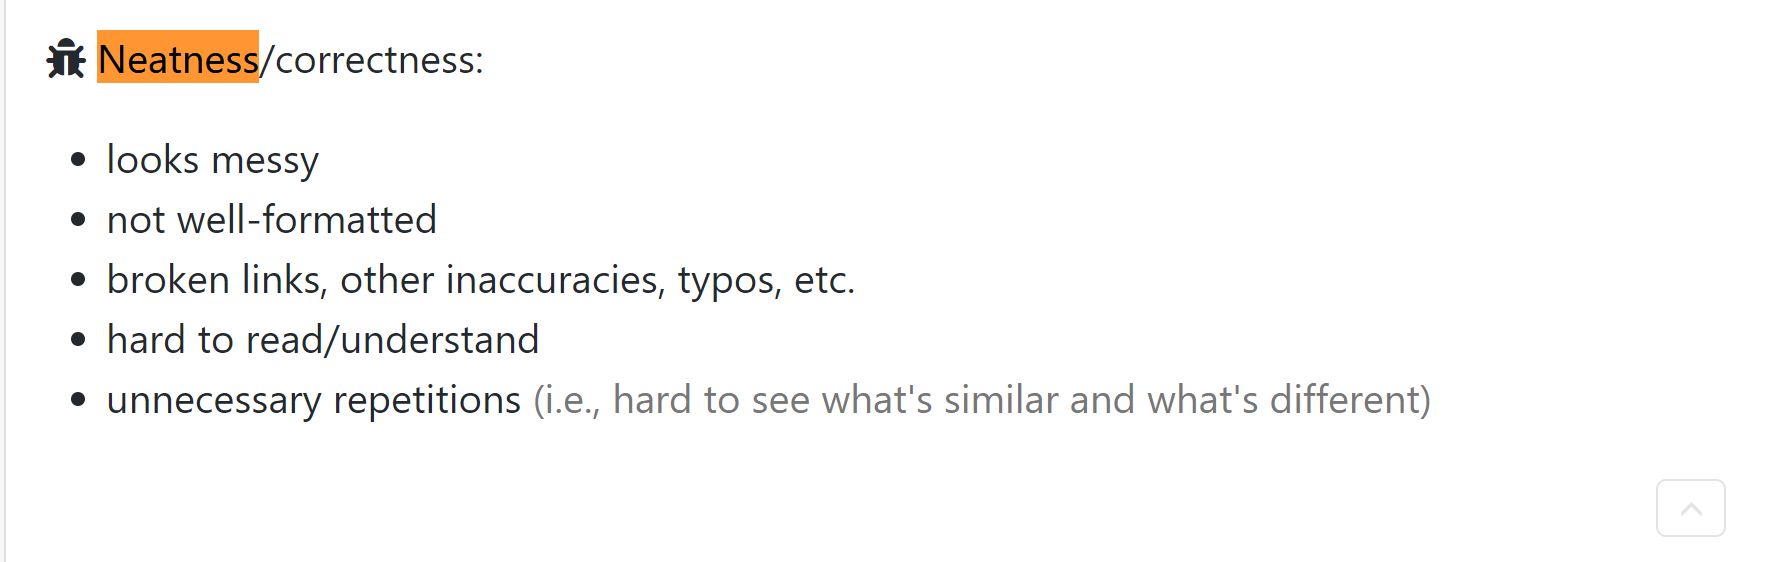 Neatness/correctness:
looks messy
not well-formatted
broken links, other inaccuracies, typos, etc.
hard to read/understand
unnecessary repetitions (i.e., hard to see what's similar and what's different)